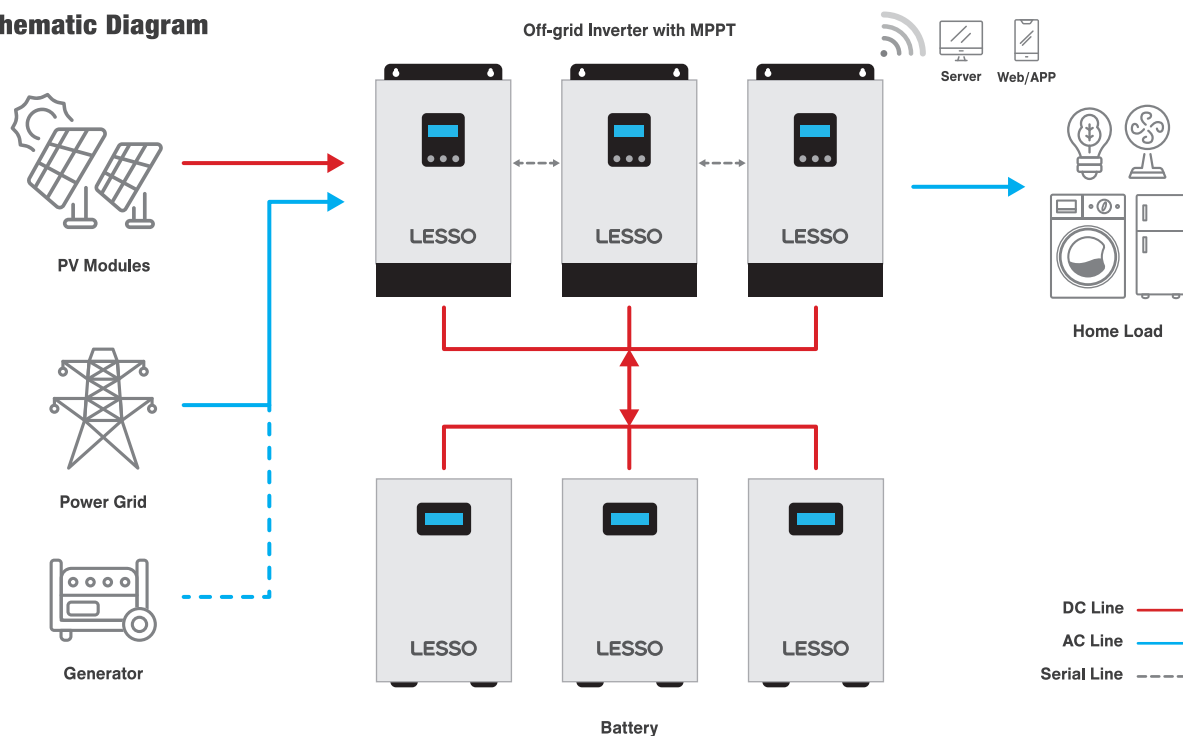 hematic Diagram
Off-grid Inverter with MPPT
Server Web/APP
LESSO LESSO LESSO
PV Modules
Home Load
Power Grid
Generator
LESSO LESSO LESSO
Battery
DC Line
AC Line
Serial Line